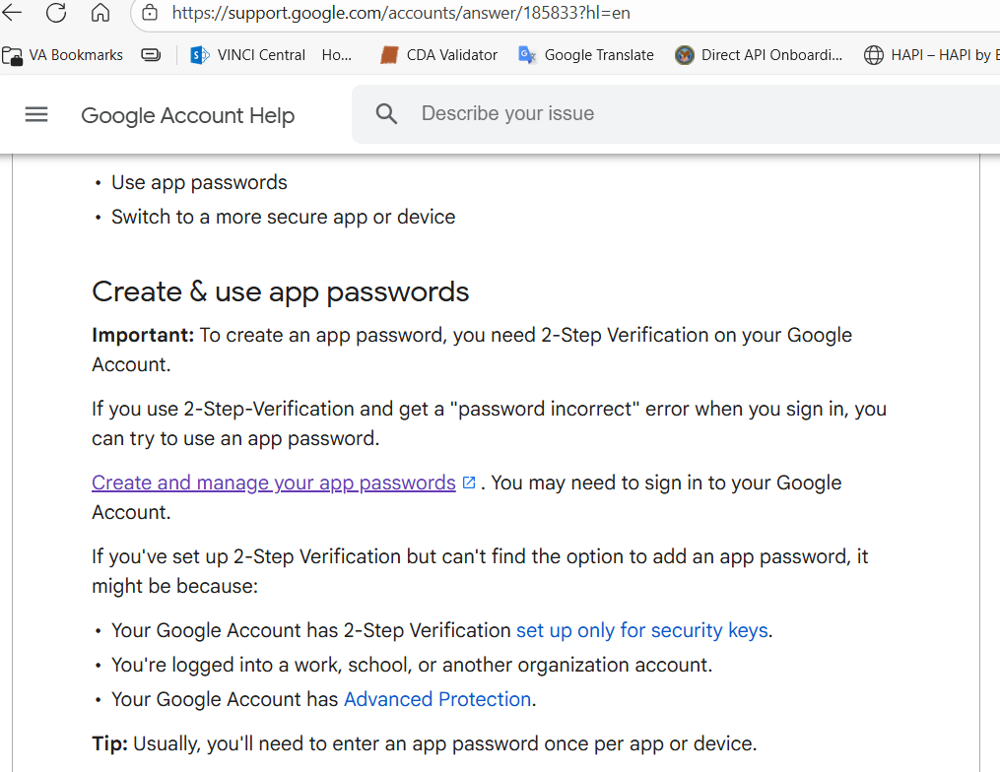 https://support.google.com/accounts/answer/185833?hl=en
VA Bookmarks VINCI Central Ho... CDA Validator Google Translate Direct API Onboardi... HAPI – HAPI by
Google Account Help Describe your issue
• Use app passwords
• Switch to a more secure app or device
Create & use app passwords
Important: To create an app password, you need 2-Step Verification on your Google
Account.
If you use 2-Step-Verification and get a "password incorrect" error when you sign in, you
can try to use an app password.
Create and manage your app passwords . You may need to sign in to your Google
Account.
If you've set up 2-Step Verification but can't find the option to add an app password, it
might be because:
• Your Google Account has 2-Step Verification set up only for security keys.
• You're logged into a work, school, or another organization account.
• Your Google Account has Advanced Protection.
Tip: Usually, you'll need to enter an app password once per app or device.